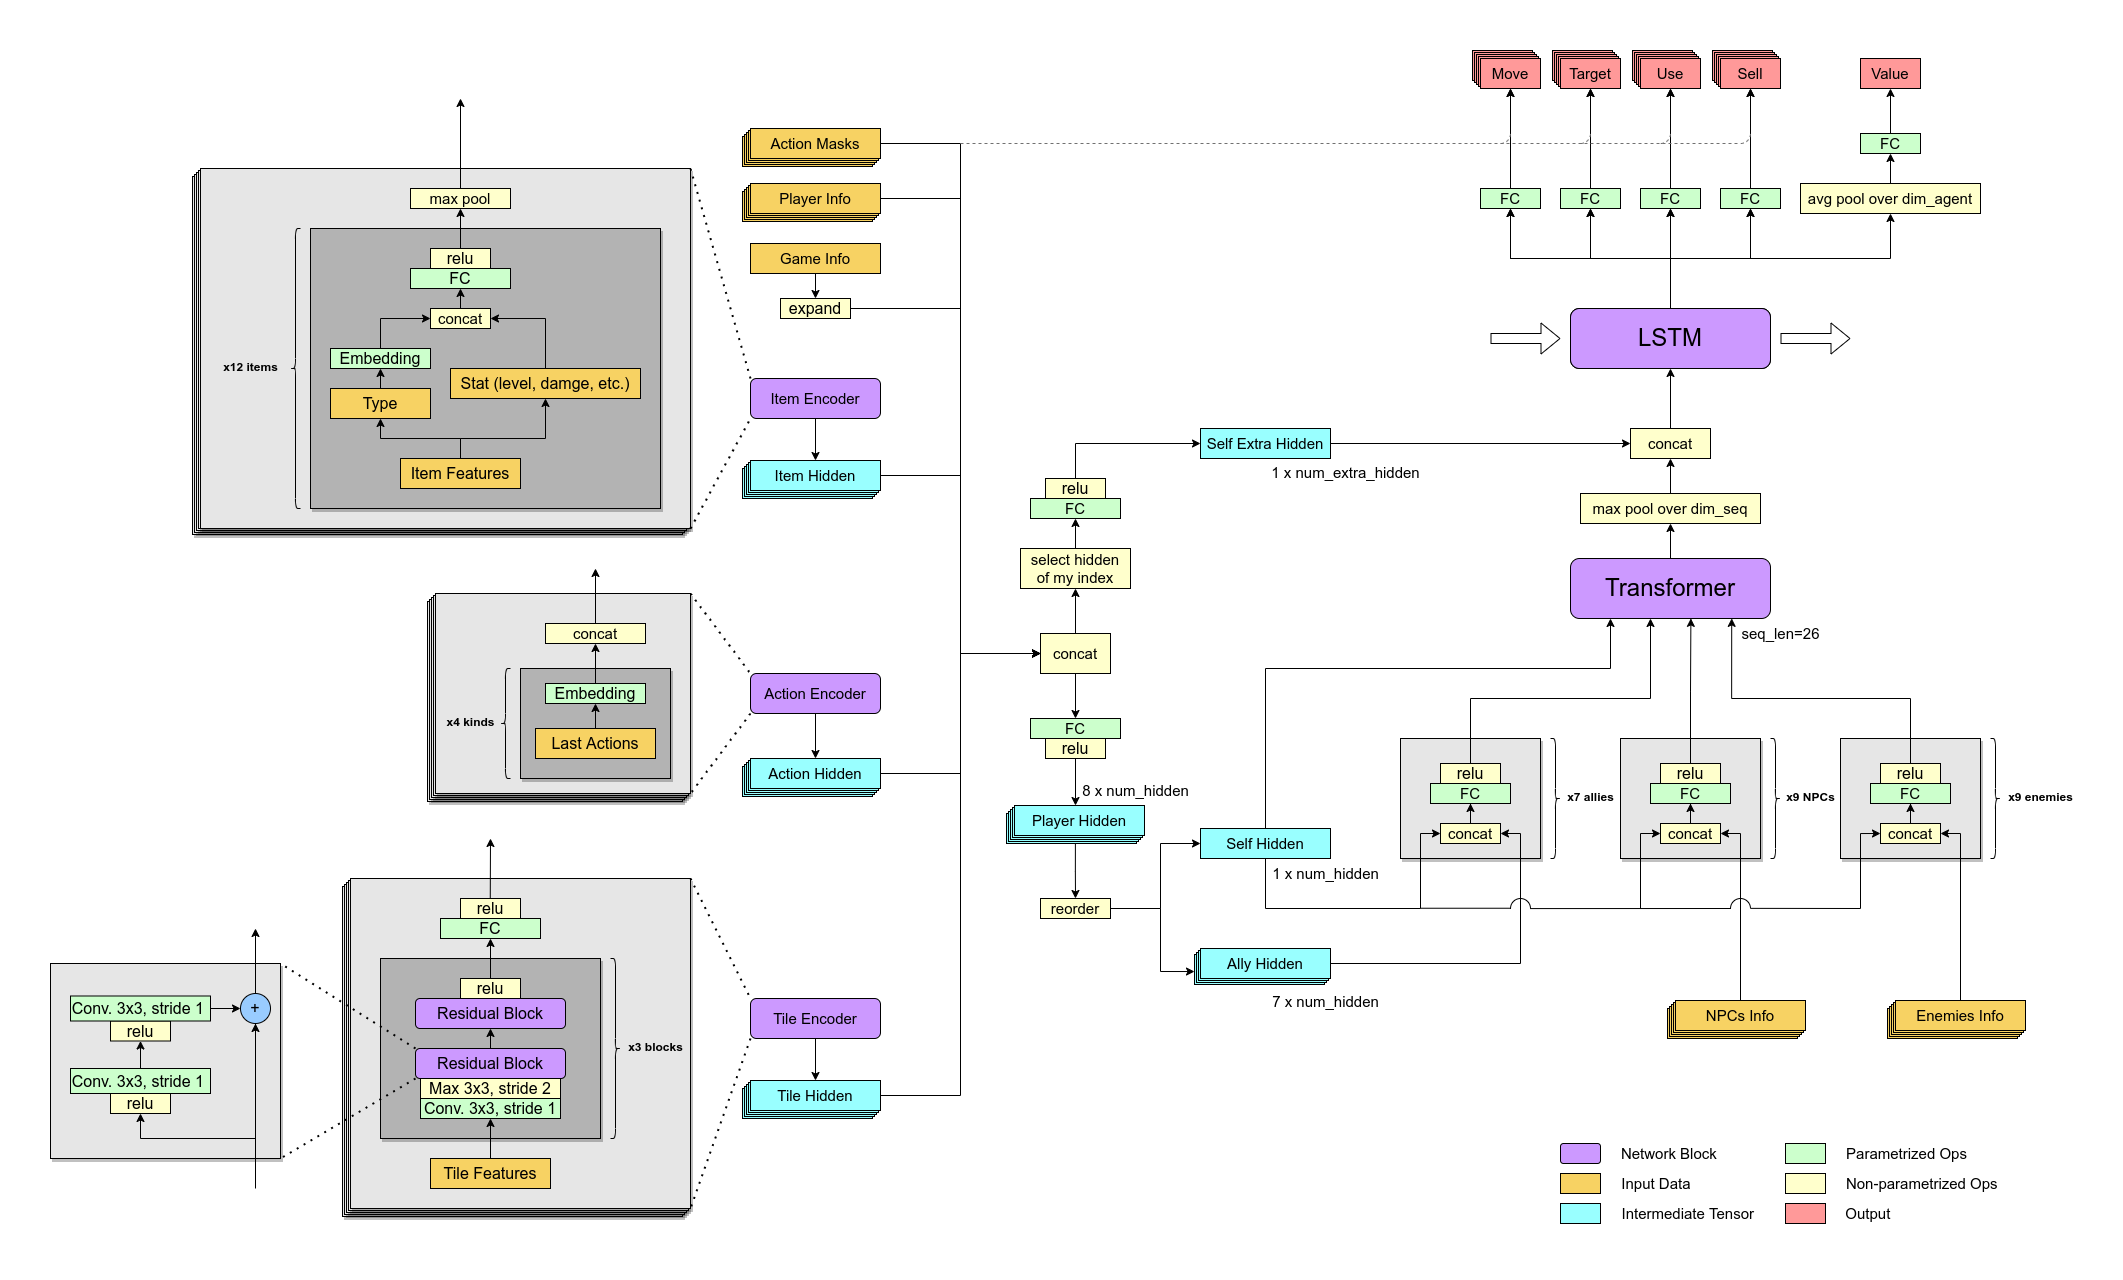 max pool
relu
FC
concat
Embedding
Type
Stat (level, damge, etc.)
Item Features
x12 items
concat
Embedding
Last Actions
x4 kinds
relu
FC
relu
Residual Block
Residual Block
Max 3x3, stride 2
Conv. 3x3, stride 1
Tile Features
x3 blocks
Conv. 3x3, stride 1
relu
Conv. 3x3, stride 1
relu
+
Action Masks
Player Info
Game Info
expand
Item Encoder
Item Hidden
Action Encoder
Action Hidden
Tile Encoder
Tile Hidden
relu
FC
select hidden
of my index
concat
FC
relu
8 x num_hidden
Player Hidden
reorder
Self Extra Hidden
1 x num_extra_hidden
Self Hidden
1 x num_hidden
Ally Hidden
7 x num_hidden
Move
Target
Use
Sell
Value
FC
FC
FC
FC
FC
avg pool over dim_agent
LSTM
concat
max pool over dim_seq
Transformer
seq_len=26
relu
FC
concat
x7 allies
relu
FC
concat
x9 NPCs
relu
FC
concat
x9 enemies
NPCs Info
Enemies Info
Network Block
Parametrized Ops
Input Data
Non-parametrized Ops
Intermediate Tensor
Output